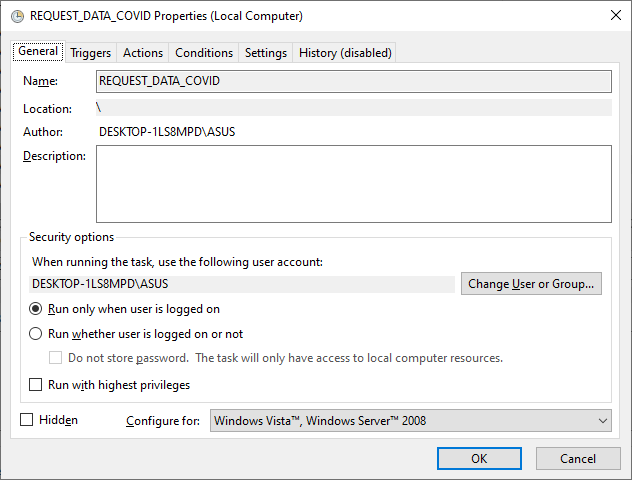 REQUEST_DATA_COVID Properties (Local Computer)
General Triggers Actions Conditions Settings History (disabled)
Name: REQUEST_DATA_COVID
Location: \
Author: DESKTOP-1LS8MPD\ASUS
Description:
Security options
When running the task, use the following user account:
DESKTOP-1LS8MPD\ASUS Change User or Group...
Run only when user is logged on
Run whether user is logged on or not
Do not store password. The task will only have access to local computer resources.
Run with highest privileges
Hidden Configure for: Windows Vista™, Windows Server™ 2008
OK Cancel